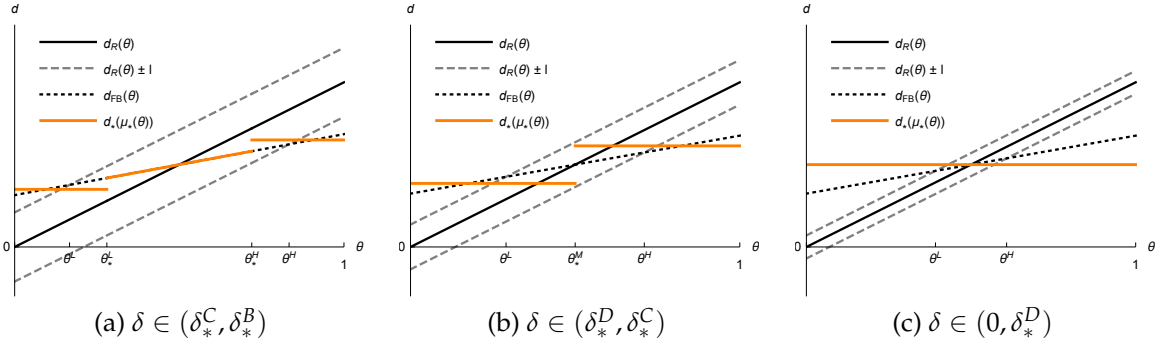 d
d_R(θ)
d_R(θ) ± l
d_FB(θ)
d_*(μ_*(θ))
0
θ^L
θ_*^L
θ_*^H
θ^H
θ
1
(a) δ ∈ (δ_*^C, δ_*^B)
d
d_R(θ)
d_R(θ) ± l
d_FB(θ)
d_*(μ_*(θ))
0
θ^L
θ_*^M
θ^H
θ
1
(b) δ ∈ (δ_*^D, δ_*^C)
d
d_R(θ)
d_R(θ) ± l
d_FB(θ)
d_*(μ_*(θ))
0
θ^L
θ^H
θ
1
(c) δ ∈ (0, δ_*^D)